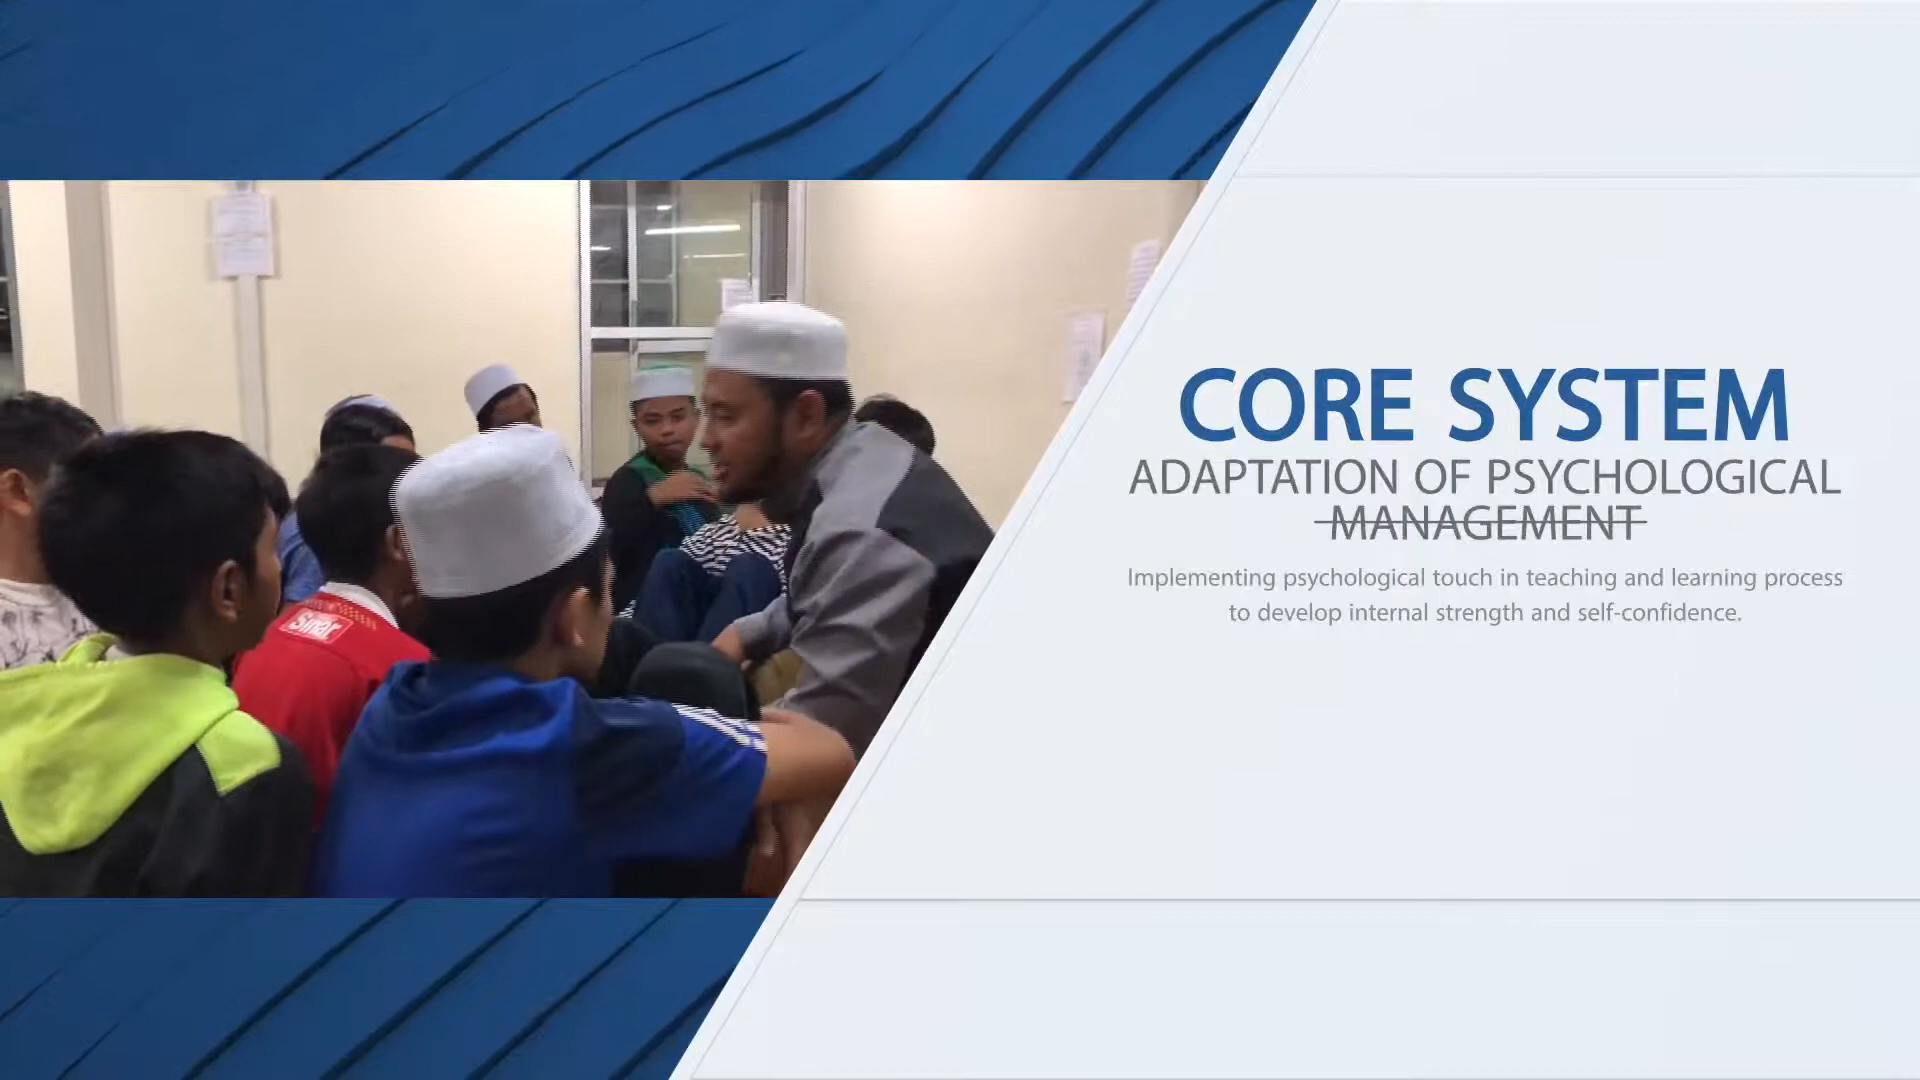 CORE SYSTEM
ADAPTATION OF PSYCHOLOGICAL
MANAGEMENT
Implementing psychological touch in teaching and learning process
to develop internal strength and self-confidence.
Sinar